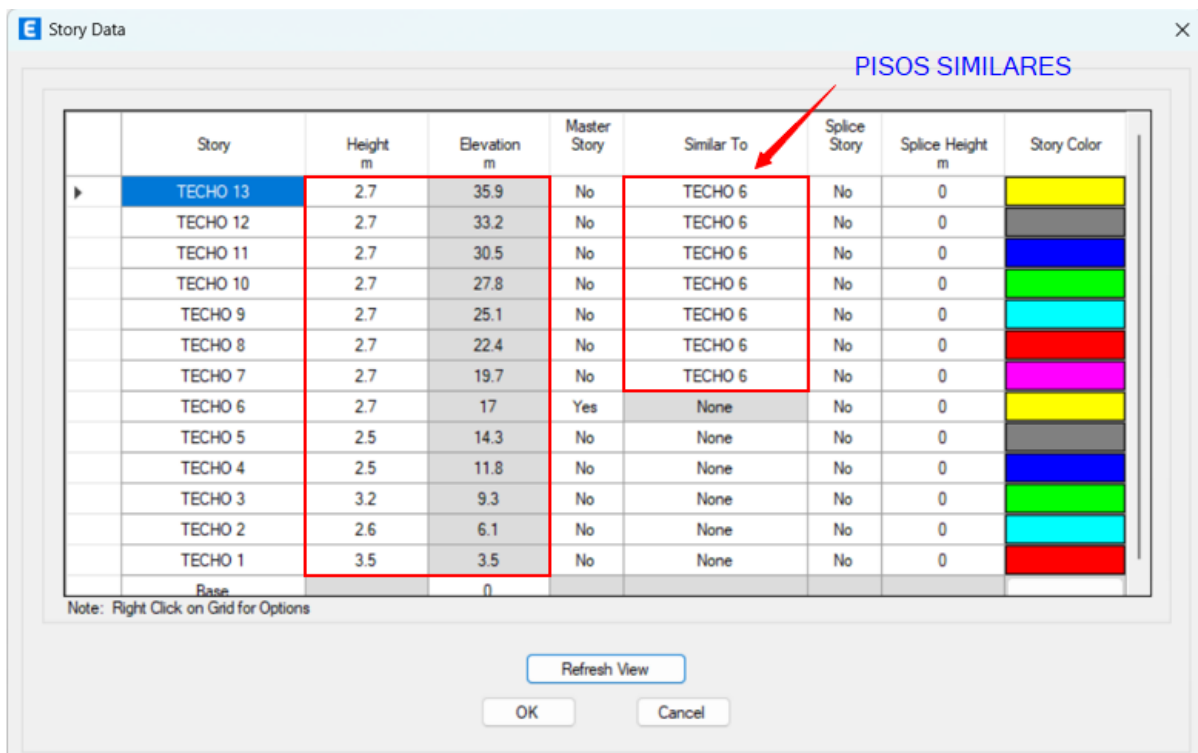 E Story Data
PISOS SIMILARES
Story Height m Elevation m Master Story Similar To Splice Story Splice Height m Story Color
TECHO 13 2.7 35.9 No TECHO 6 No 0
TECHO 12 2.7 33.2 No TECHO 6 No 0
TECHO 11 2.7 30.5 No TECHO 6 No 0
TECHO 10 2.7 27.8 No TECHO 6 No 0
TECHO 9 2.7 25.1 No TECHO 6 No 0
TECHO 8 2.7 22.4 No TECHO 6 No 0
TECHO 7 2.7 19.7 No TECHO 6 No 0
TECHO 6 2.7 17 Yes None No 0
TECHO 5 2.5 14.3 No None No 0
TECHO 4 2.5 11.8 No None No 0
TECHO 3 3.2 9.3 No None No 0
TECHO 2 2.6 6.1 No None No 0
TECHO 1 3.5 3.5 No None No 0
Base 0
Note: Right Click on Grid for Options
Refresh View
OK Cancel